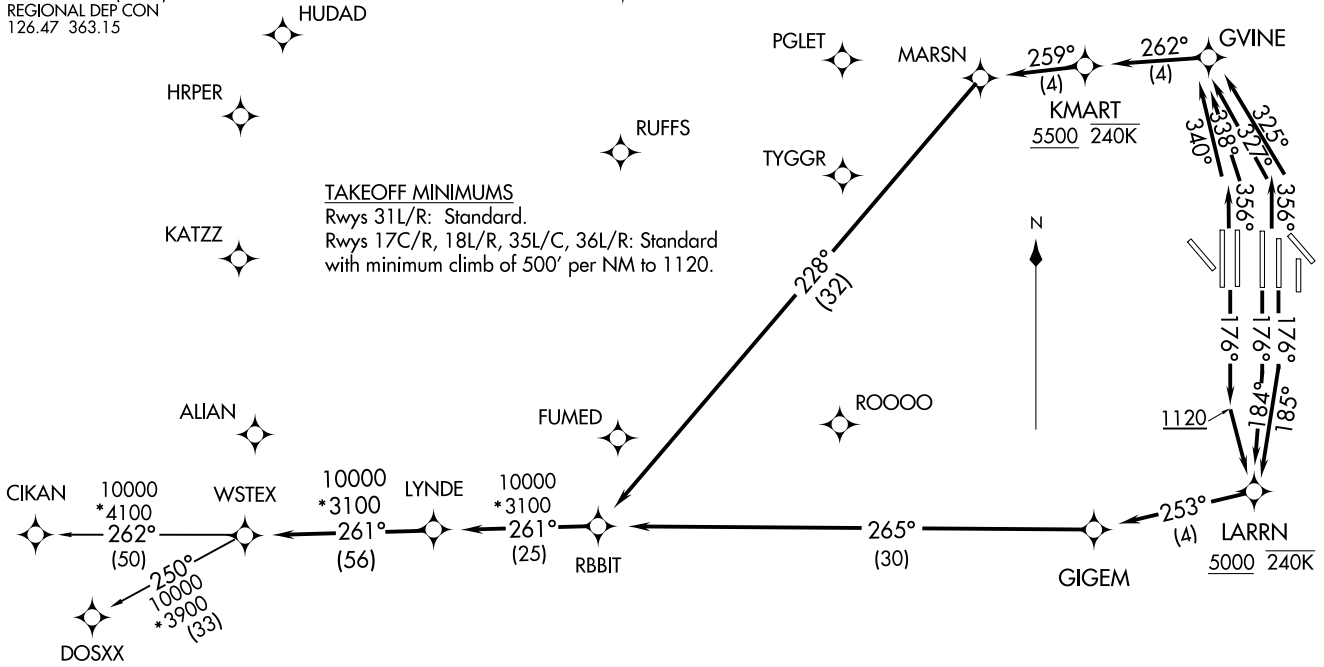 REGIONAL DEP CON
126.47 363.15
HUDAD
PGLET
MARSN
259°
(4)
262°
(4)
GVINE
KMART
5500 240K
HRPER
RUFFS
TYGGR
340°
338°
327°
325°
356°
356°
TAKEOFF MINIMUMS
Rwys 31L/R: Standard.
Rwys 17C/R, 18L/R, 35L/C, 36L/R: Standard
with minimum climb of 500' per NM to 1120.
KATZZ
N
228°
(32)
176°
176°
176°
ALIAN
FUMED
ROOOO
1120
184°
185°
CIKAN
10000
*4100
262°
(50)
WSTEX
10000
*3100
261°
(56)
LYNDE
10000
*3100
261°
(25)
RBBIT
265°
(30)
GIGEM
253°
(4)
LARRN
5000 240K
250°
10000
*3900
(33)
DOSXX